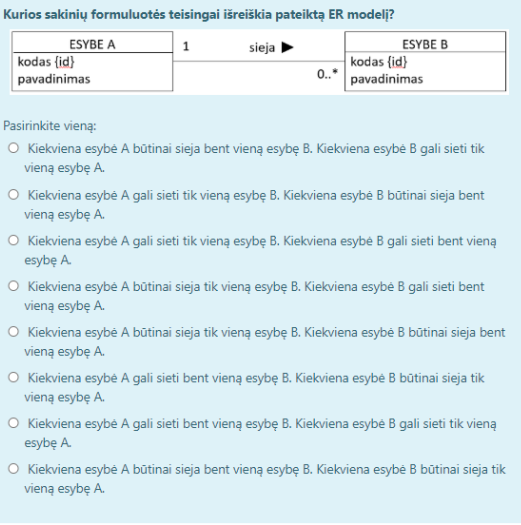 Kurios sakinių formuluotės teisingai išreiškia pateiktą ER modelį?
ESYBE A 1 sieja ▶ ESYBE B
kodas {id} kodas {id}
pavadinimas 0..* pavadinimas
Pasirinkite vieną:
Kiekviena esybė A būtinai sieja bent vieną esybę B. Kiekviena esybė B gali sieti tik
vieną esybę A.
Kiekviena esybė A gali sieti tik vieną esybę B. Kiekviena esybė B būtinai sieja bent
vieną esybę A.
Kiekviena esybė A gali sieti tik vieną esybę B. Kiekviena esybė B gali sieti bent vieną
esybę A.
Kiekviena esybė A būtinai sieja tik vieną esybę B. Kiekviena esybė B gali sieti bent
vieną esybę A.
Kiekviena esybė A būtinai sieja tik vieną esybę B. Kiekviena esybė B būtinai sieja bent
vieną esybę A.
Kiekviena esybė A gali sieti bent vieną esybę B. Kiekviena esybė B būtinai sieja tik
vieną esybę A.
Kiekviena esybė A gali sieti bent vieną esybę B. Kiekviena esybė B gali sieti tik vieną
esybę A.
Kiekviena esybė A būtinai sieja bent vieną esybę B. Kiekviena esybė B būtinai sieja tik
vieną esybę A.